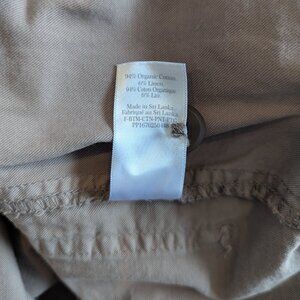 94% Organic Cotton
6% Linen
94% Coton Organique
6% Lin
Made in Sri Lanka
Fabriqué au Sri Lanka